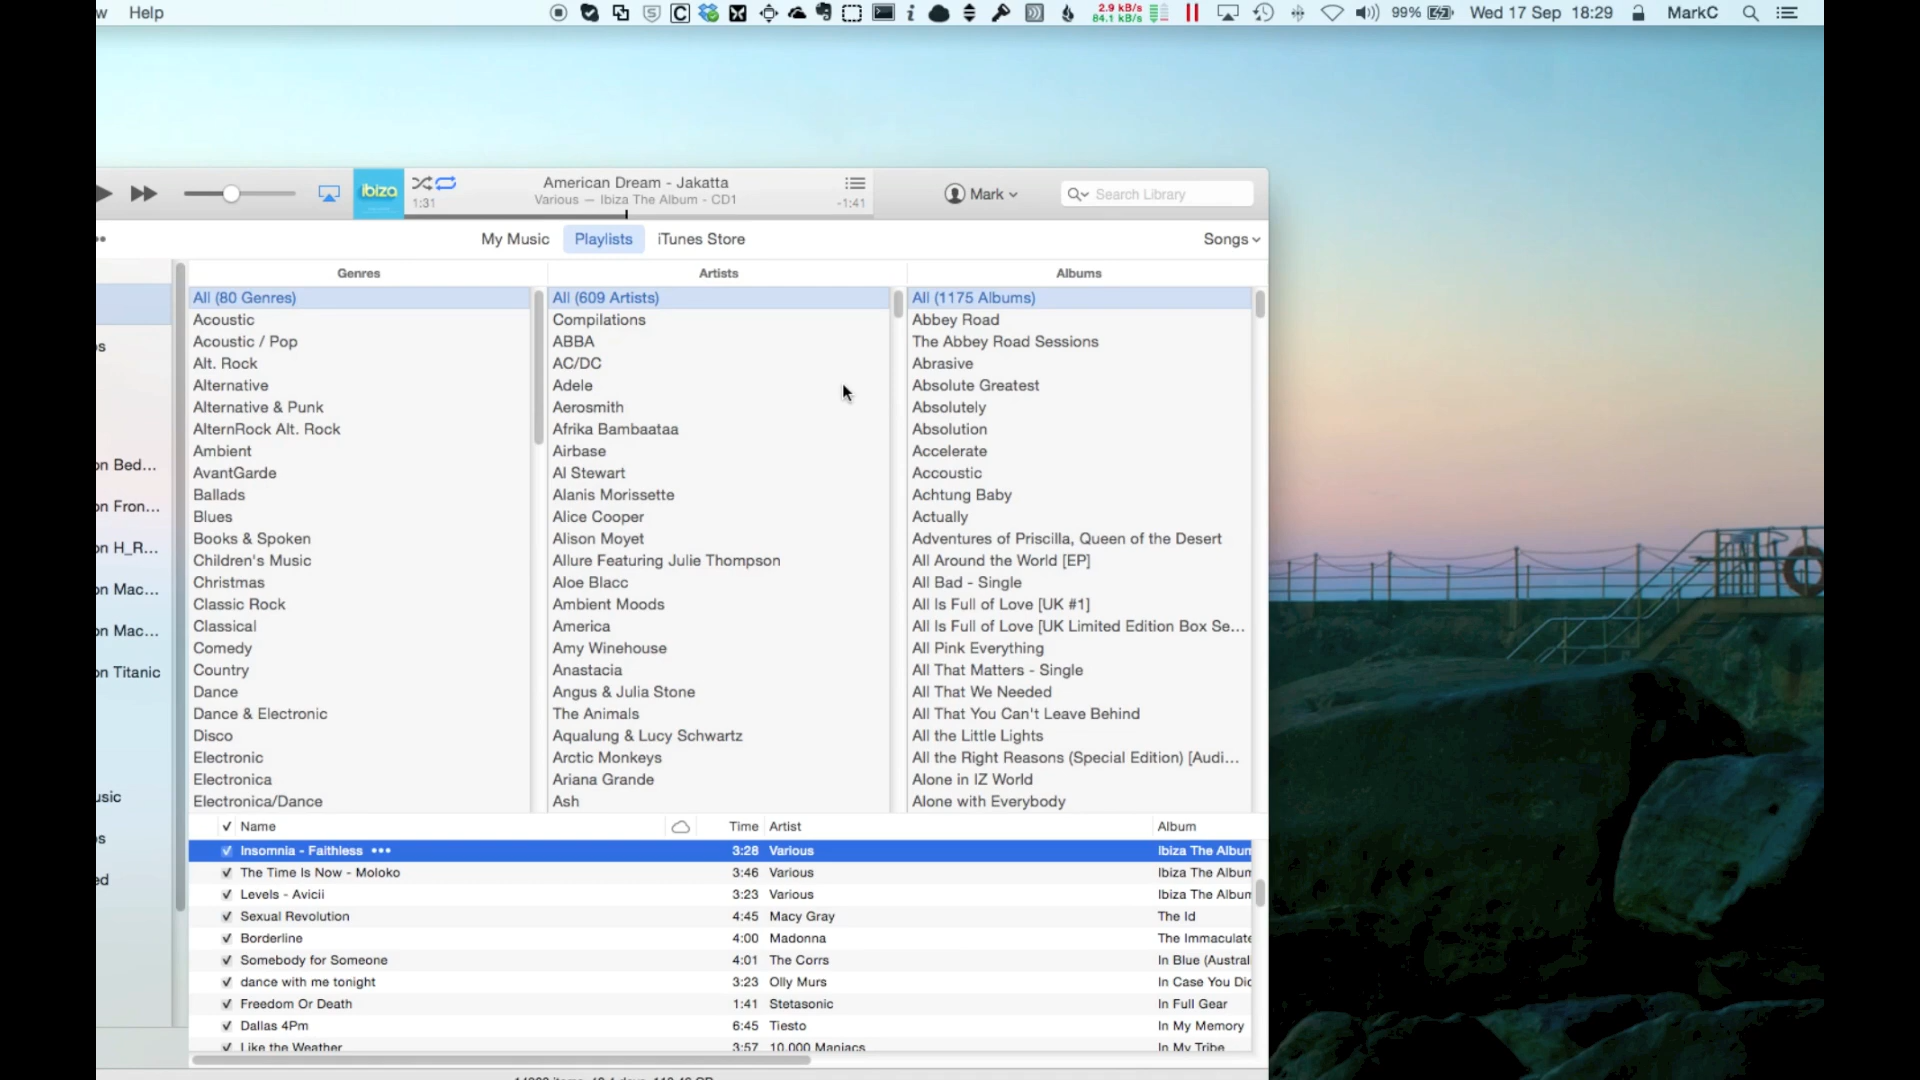 w Help
2.9 kB/s
84.1 kB/s
99% Wed 17 Sep 18:29 MarkC
ibiza
American Dream - Jakatta
Various — Ibiza The Album - CD1
1:31
-1:41
Mark
Search Library
My Music Playlists iTunes Store
Songs
Genres Artists Albums
All (80 Genres)
Acoustic
Acoustic / Pop
Alt. Rock
Alternative
Alternative & Punk
AlternRock Alt. Rock
Ambient
AvantGarde
Ballads
Blues
Books & Spoken
Children's Music
Christmas
Classic Rock
Classical
Comedy
Country
Dance
Dance & Electronic
Disco
Electronic
Electronica
Electronica/Dance
All (609 Artists)
Compilations
ABBA
AC/DC
Adele
Aerosmith
Afrika Bambaataa
Airbase
Al Stewart
Alanis Morissette
Alice Cooper
Alison Moyet
Allure Featuring Julie Thompson
Aloe Blacc
Ambient Moods
America
Amy Winehouse
Anastacia
Angus & Julia Stone
The Animals
Aqualung & Lucy Schwartz
Arctic Monkeys
Ariana Grande
Ash
All (1175 Albums)
Abbey Road
The Abbey Road Sessions
Abrasive
Absolute Greatest
Absolutely
Absolution
Accelerate
Accoustic
Achtung Baby
Actually
Adventures of Priscilla, Queen of the Desert
All Around the World [EP]
All Bad - Single
All Is Full of Love [UK #1]
All Is Full of Love [UK Limited Edition Box Se...
All Pink Everything
All That Matters - Single
All That We Needed
All That You Can't Leave Behind
All the Little Lights
All the Right Reasons (Special Edition) [Audi...
Alone in IZ World
Alone with Everybody
s
on Bed...
on Fron...
on H_R...
on Mac...
on Mac...
on Titanic
usic
s
ed
Name Time Artist Album
Insomnia - Faithless ••• 3:28 Various Ibiza The Album
The Time Is Now - Moloko 3:46 Various Ibiza The Album
Levels - Avicii 3:23 Various Ibiza The Album
Sexual Revolution 4:45 Macy Gray The Id
Borderline 4:00 Madonna The Immaculate
Somebody for Someone 4:01 The Corrs In Blue (Austral
dance with me tonight 3:23 Olly Murs In Case You Did
Freedom Or Death 1:41 Stetasonic In Full Gear
Dallas 4Pm 6:45 Tiesto In My Memory
Like the Weather 3:57 10,000 Maniacs In My Tribe